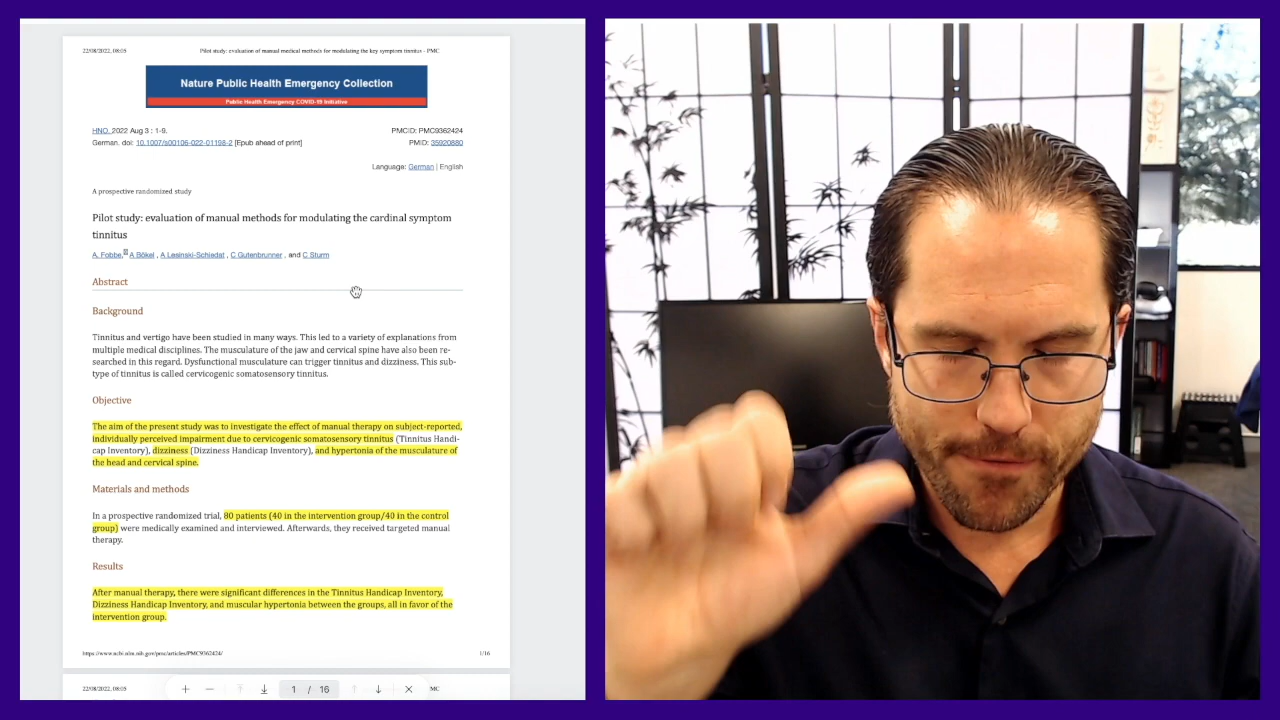 22/08/2022, 08:05 Pilot study: evaluation of manual medical methods for modulating the key symptom tinnitus - PMC
Nature Public Health Emergency Collection
Public Health Emergency COVID-19 Initiative
HNO. 2022 Aug 3 : 1-9. PMCID: PMC9362424
German. doi: 10.1007/s00106-022-01198-2 [Epub ahead of print] PMID: 35920880
Language: German | English
A prospective randomized study
Pilot study: evaluation of manual methods for modulating the cardinal symptom
tinnitus
A. Fobbe, A Bökel , A Lesinski-Schiedat , C Gutenbrunner , and C Sturm
Abstract
Background
Tinnitus and vertigo have been studied in many ways. This led to a variety of explanations from
multiple medical disciplines. The musculature of the jaw and cervical spine have also been re-
searched in this regard. Dysfunctional musculature can trigger tinnitus and dizziness. This sub-
type of tinnitus is called cervicogenic somatosensory tinnitus.
Objective
The aim of the present study was to investigate the effect of manual therapy on subject-reported,
individually perceived impairment due to cervicogenic somatosensory tinnitus (Tinnitus Handi-
cap Inventory), dizziness (Dizziness Handicap Inventory), and hypertonia of the musculature of
the head and cervical spine.
Materials and methods
In a prospective randomized trial, 80 patients (40 in the intervention group/40 in the control
group) were medically examined and interviewed. Afterwards, they received targeted manual
therapy.
Results
After manual therapy, there were significant differences in the Tinnitus Handicap Inventory,
Dizziness Handicap Inventory, and muscular hypertonia between the groups, all in favor of the
intervention group.
https://www.ncbi.nlm.nih.gov/pmc/articles/PMC9362424/ 1/16
22/08/2022, 08:05 MC
1 / 16